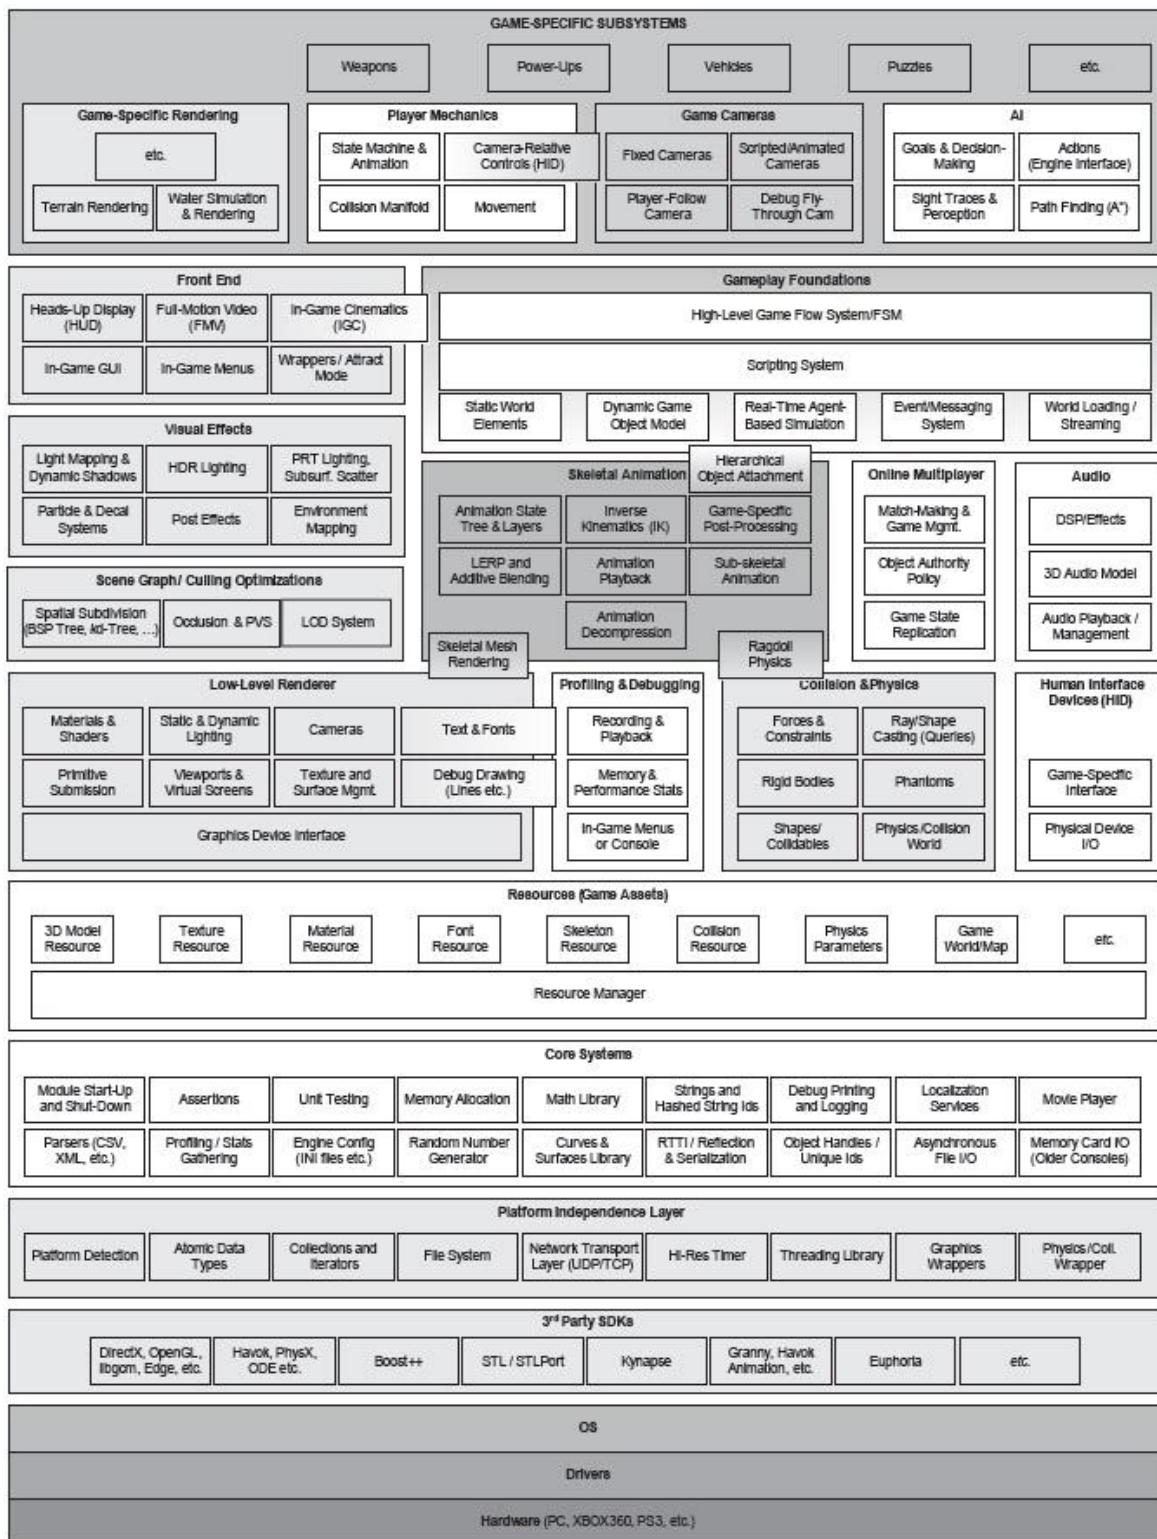 GAME-SPECIFIC SUBSYSTEMS
Weapons
Power-Ups
Vehicles
Puzzles
etc.
Game-Specific Rendering
etc.
Terrain Rendering
Water Simulation
& Rendering
Player Mechanics
State Machine &
Animation
Camera-Relative
Controls (HID)
Collision Manifold
Movement
Game Cameras
Fixed Cameras
Scripted/Animated
Cameras
Player-Follow
Camera
Debug Fly-
Through Cam
AI
Goals & Decision-
Making
Actions
(Engine Interface)
Sight Traces &
Perception
Path Finding (A*)
Front End
Heads-Up Display
(HUD)
Full-Motion Video
(FMV)
In-Game Cinematics
(IGC)
In-Game GUI
In-Game Menus
Wrappers / Attract
Mode
Gameplay Foundations
High-Level Game Flow System/FSM
Scripting System
Static World
Elements
Dynamic Game
Object Model
Real-Time Agent-
Based Simulation
Event/Messaging
System
World Loading /
Streaming
Visual Effects
Light Mapping &
Dynamic Shadows
HDR Lighting
PRT Lighting,
Subsurf. Scatter
Particle & Decal
Systems
Post Effects
Environment
Mapping
Hierarchical
Object Attachment
Skeletal Animation
Animation State
Tree & Layers
Inverse
Kinematics (IK)
Game-Specific
Post-Processing
LERP and
Additive Blending
Animation
Playback
Sub-skeletal
Animation
Animation
Decompression
Online Multiplayer
Match-Making &
Game Mgmt.
Object Authority
Policy
Game State
Replication
Audio
DSP/Effects
3D Audio Model
Audio Playback /
Management
Scene Graph / Culling Optimizations
Spatial Subdivision
(BSP Tree, kd-Tree, …)
Occlusion & PVS
LOD System
Skeletal Mesh
Rendering
Ragdoll
Physics
Low-Level Renderer
Materials &
Shaders
Static & Dynamic
Lighting
Cameras
Text & Fonts
Primitive
Submission
Viewports &
Virtual Screens
Texture and
Surface Mgmt.
Debug Drawing
(Lines etc.)
Graphics Device Interface
Profiling & Debugging
Recording &
Playback
Memory &
Performance Stats
In-Game Menus
or Console
Collision & Physics
Forces &
Constraints
Ray/Shape
Casting (Queries)
Rigid Bodies
Phantoms
Shapes/
Collidables
Physics/Collision
World
Human Interface
Devices (HID)
Game-Specific
Interface
Physical Device
I/O
Resources (Game Assets)
3D Model
Resource
Texture
Resource
Material
Resource
Font
Resource
Skeleton
Resource
Collision
Resource
Physics
Parameters
Game
World/Map
etc.
Resource Manager
Core Systems
Module Start-Up
and Shut-Down
Assertions
Unit Testing
Memory Allocation
Math Library
Strings and
Hashed String Ids
Debug Printing
and Logging
Localization
Services
Movie Player
Parsers (CSV,
XML, etc.)
Profiling / Stats
Gathering
Engine Config
(INI files etc.)
Random Number
Generator
Curves &
Surfaces Library
RTTI / Reflection
& Serialization
Object Handles /
Unique Ids
Asynchronous
File I/O
Memory Card I/O
(Older Consoles)
Platform Independence Layer
Platform Detection
Atomic Data
Types
Collections and
Iterators
File System
Network Transport
Layer (UDP/TCP)
Hi-Res Timer
Threading Library
Graphics
Wrappers
Physics/Coll.
Wrapper
3rd Party SDKs
DirectX, OpenGL,
libgcm, Edge, etc.
Havok, PhysX,
ODE etc.
Boost++
STL / STLPort
Kynapse
Granny, Havok
Animation, etc.
Euphoria
etc.
OS
Drivers
Hardware (PC, XBOX360, PS3, etc.)